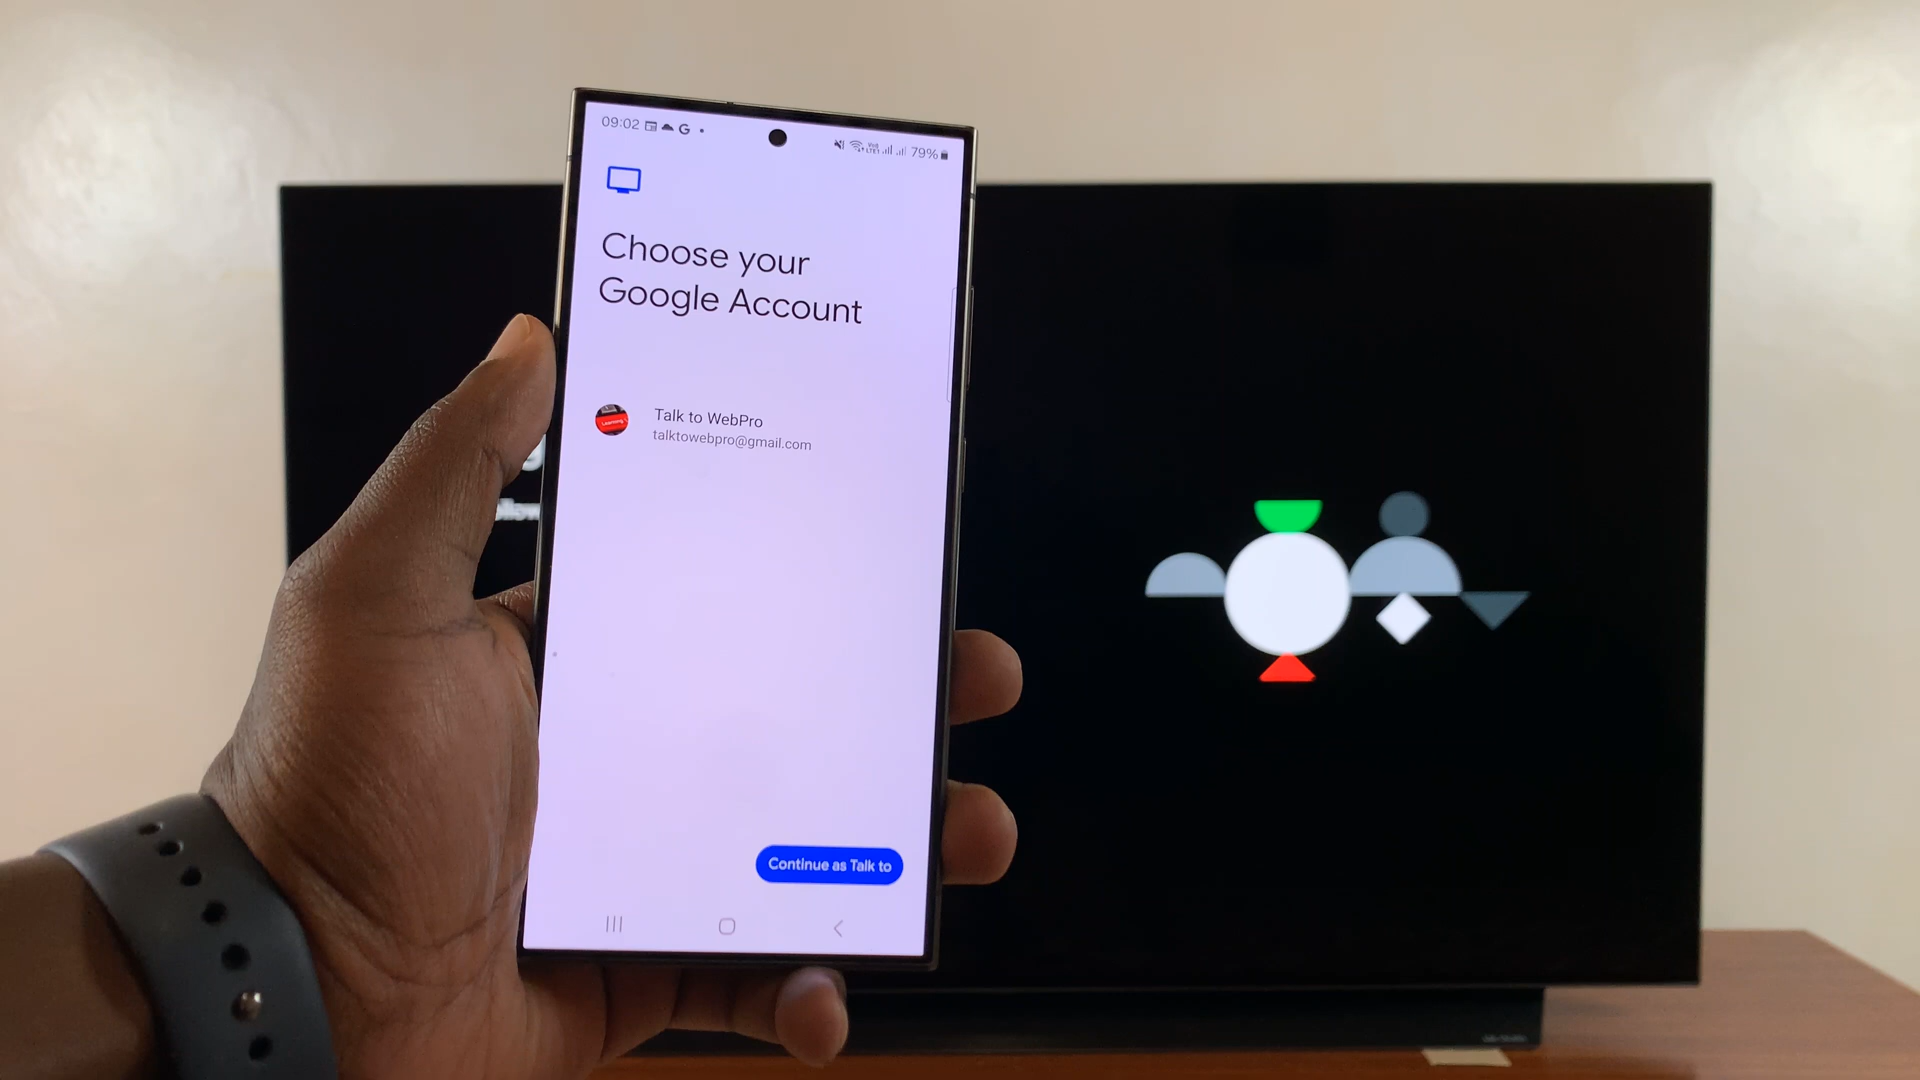 09:02
79%
Choose your
Google Account
Talk to WebPro
talktowebpro@gmail.com
Continue as Talk to